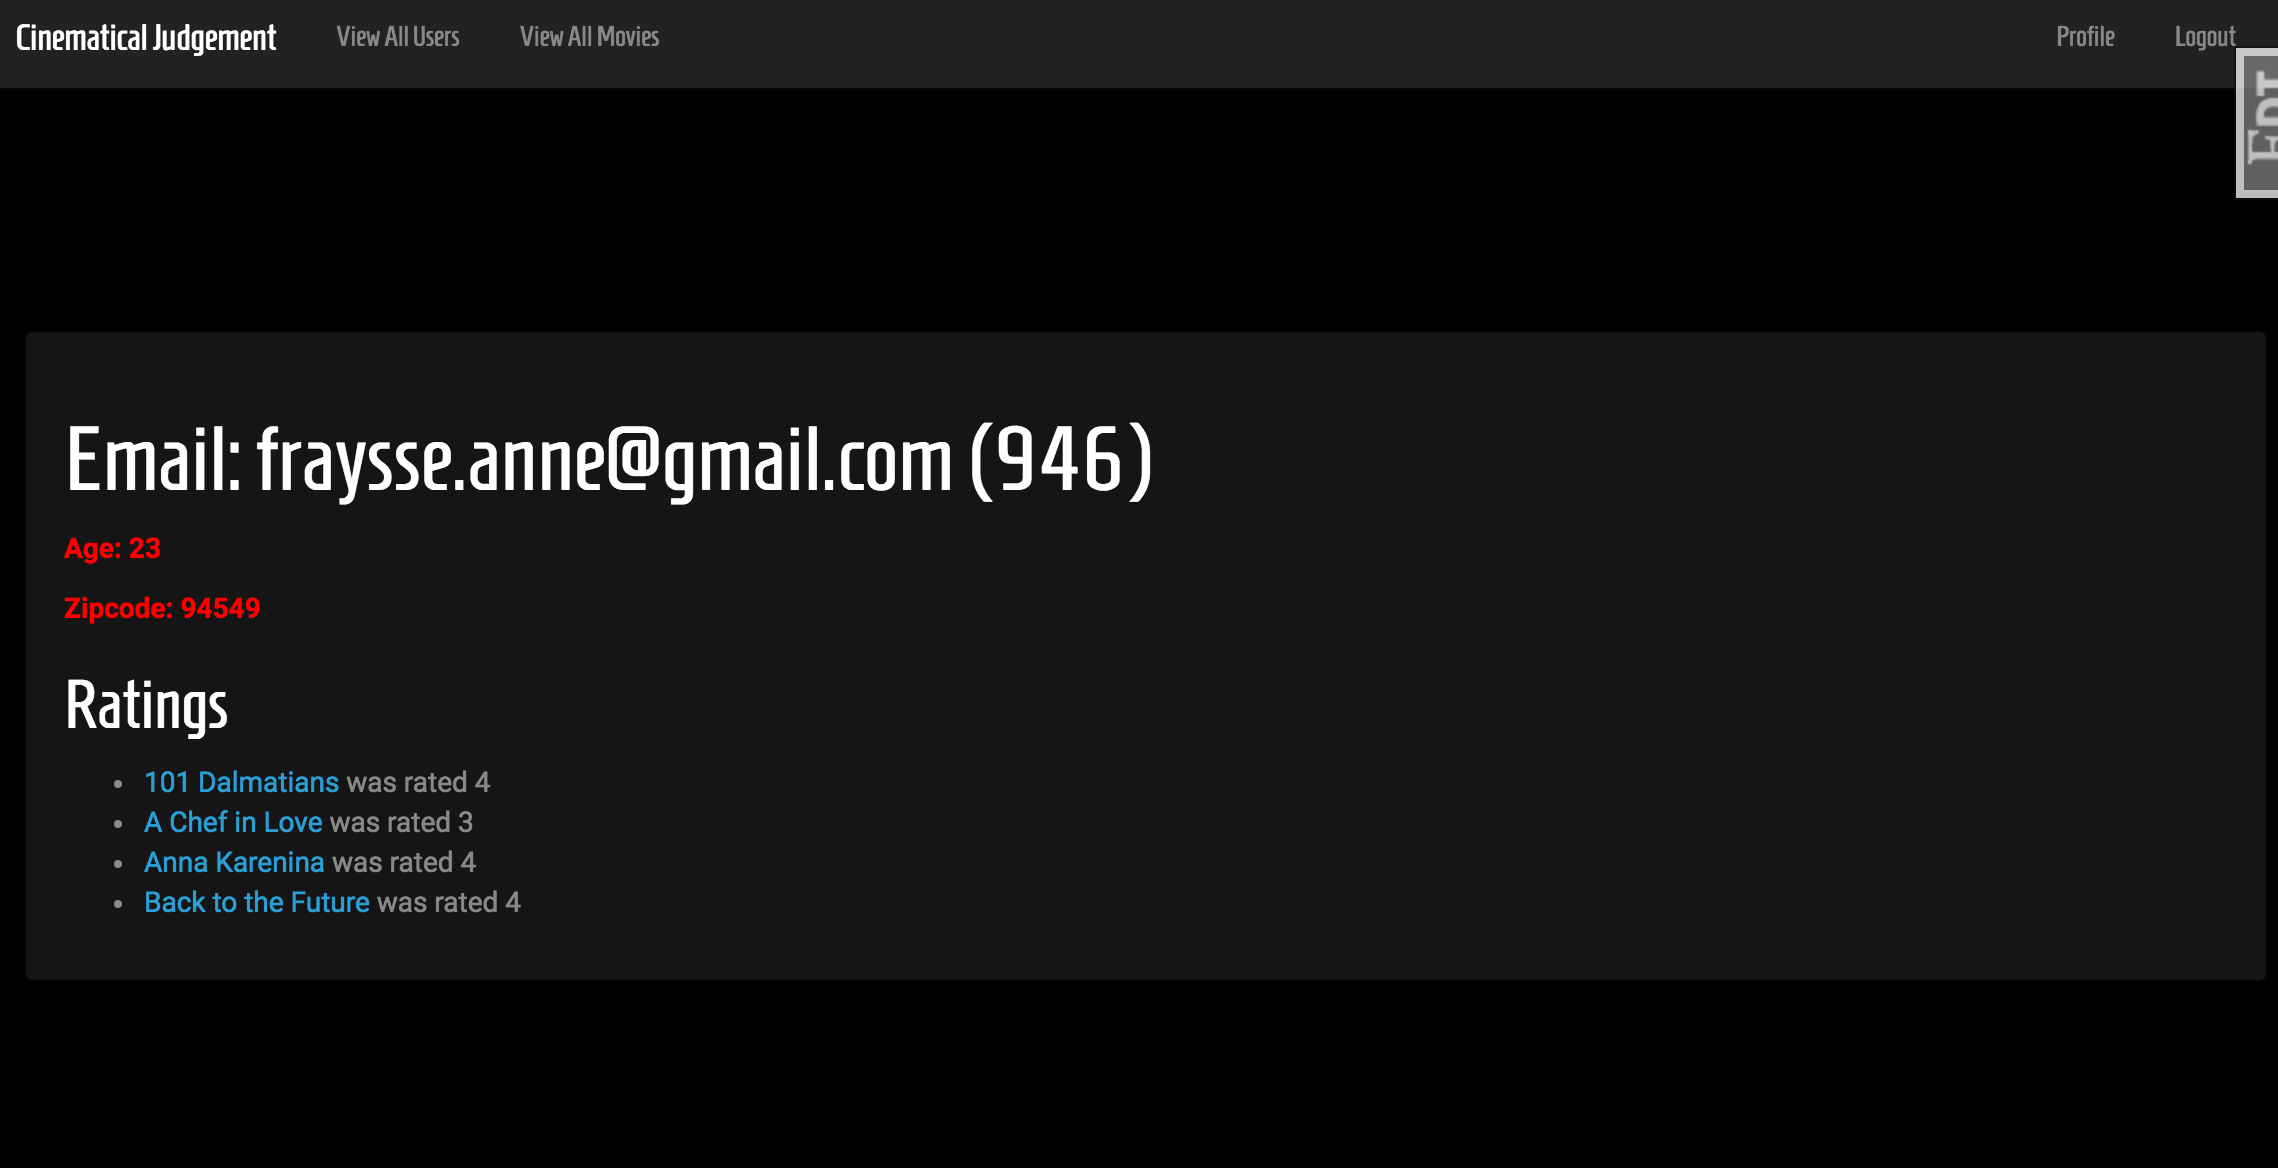 Cinematical Judgement View All Users View All Movies Profile Logout
Email: fraysse.anne@gmail.com (946)
Age: 23
Zipcode: 94549
Ratings
• 101 Dalmatians was rated 4
• A Chef in Love was rated 3
• Anna Karenina was rated 4
• Back to the Future was rated 4